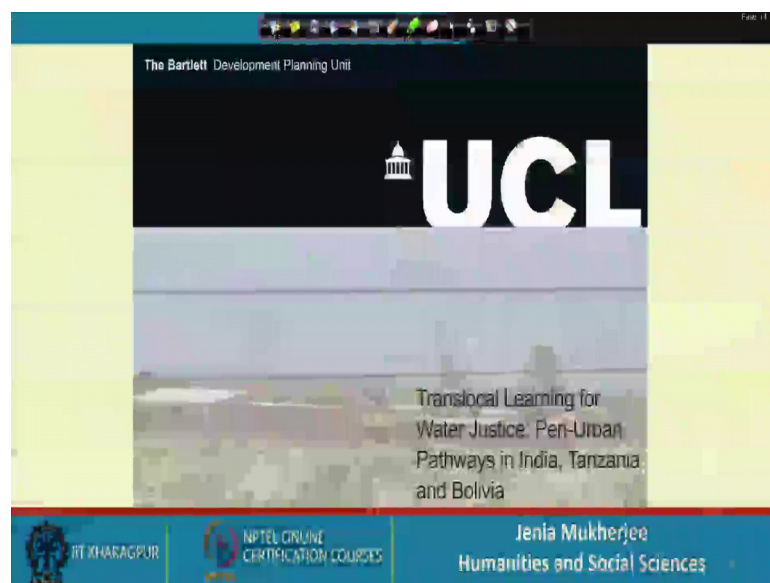 The Bartlett Development Planning Unit
UCL
Translocal Learning for
Water Justice: Peri-Urban
Pathways in India, Tanzania
and Bolivia
IIT KHARAGPUR
NPTEL ONLINE
CERTIFICATION COURSES
Jenia Mukherjee
Humanities and Social Sciences